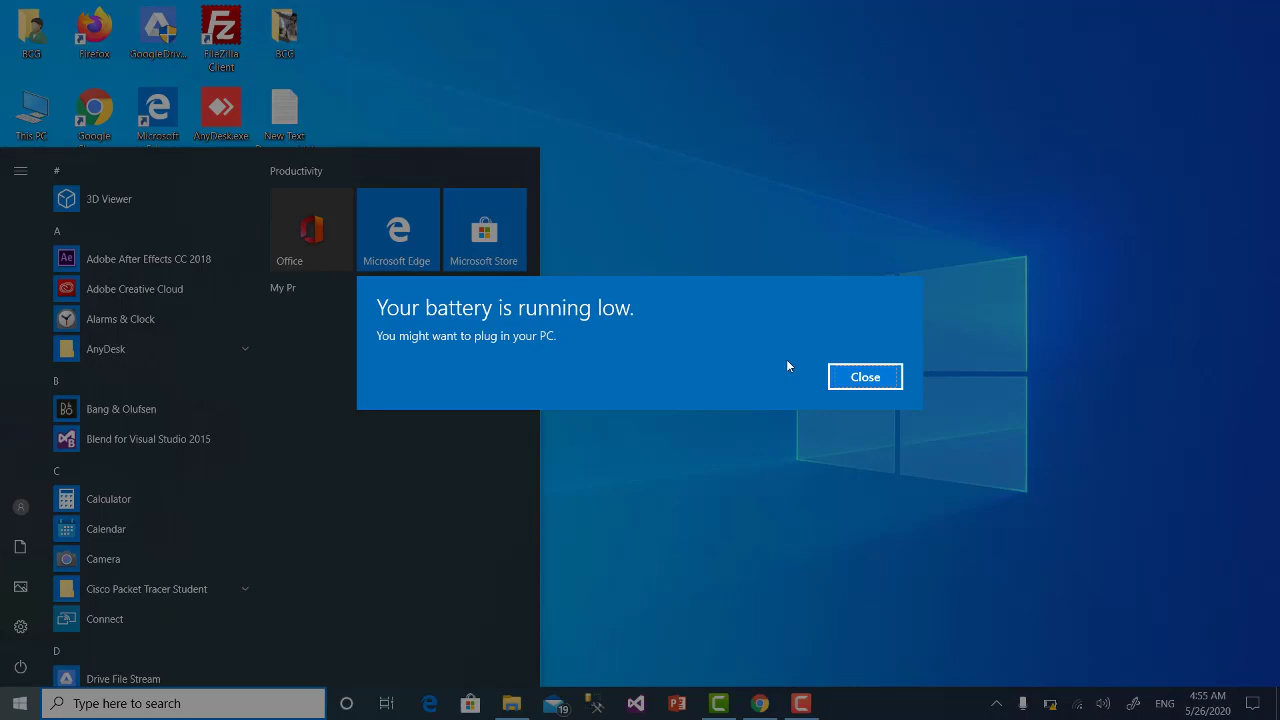 BCG
Firefox
GoogleDriv...
FileZilla
Client
BCG
This PC
Google
Microsoft
AnyDesk.exe
New Text
#
3D Viewer
A
Adobe After Effects CC 2018
Adobe Creative Cloud
Alarms & Clock
AnyDesk
B
Bang & Olufsen
Blend for Visual Studio 2015
C
Calculator
Calendar
Camera
Cisco Packet Tracer Student
Connect
D
Drive File Stream
Productivity
Office
Microsoft Edge
Microsoft Store
My Pr
Your battery is running low.
You might want to plug in your PC.
Close
Type here to search
19
ENG
4:55 AM
5/26/2020